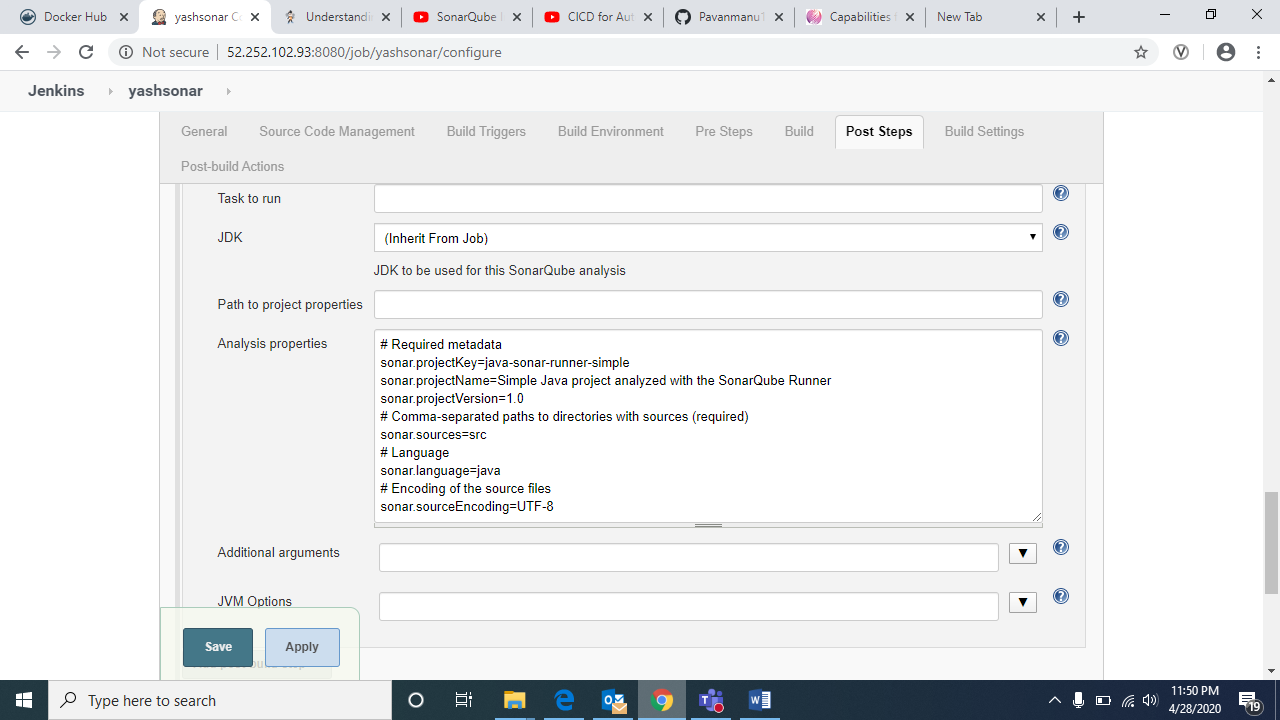 Docker Hub
yashsonar Co
Understandin
SonarQube I
CICD for Aut
Pavanmanu1
Capabilities f
New Tab
Not secure | 52.252.102.93:8080/job/yashsonar/configure
Jenkins yashsonar
General Source Code Management Build Triggers Build Environment Pre Steps Build Post Steps Build Settings
Post-build Actions
Task to run
JDK (Inherit From Job)
JDK to be used for this SonarQube analysis
Path to project properties
Analysis properties
# Required metadata
sonar.projectKey=java-sonar-runner-simple
sonar.projectName=Simple Java project analyzed with the SonarQube Runner
sonar.projectVersion=1.0
# Comma-separated paths to directories with sources (required)
sonar.sources=src
# Language
sonar.language=java
# Encoding of the source files
sonar.sourceEncoding=UTF-8
Additional arguments
JVM Options
Save Apply
Type here to search
11:50 PM
4/28/2020
19